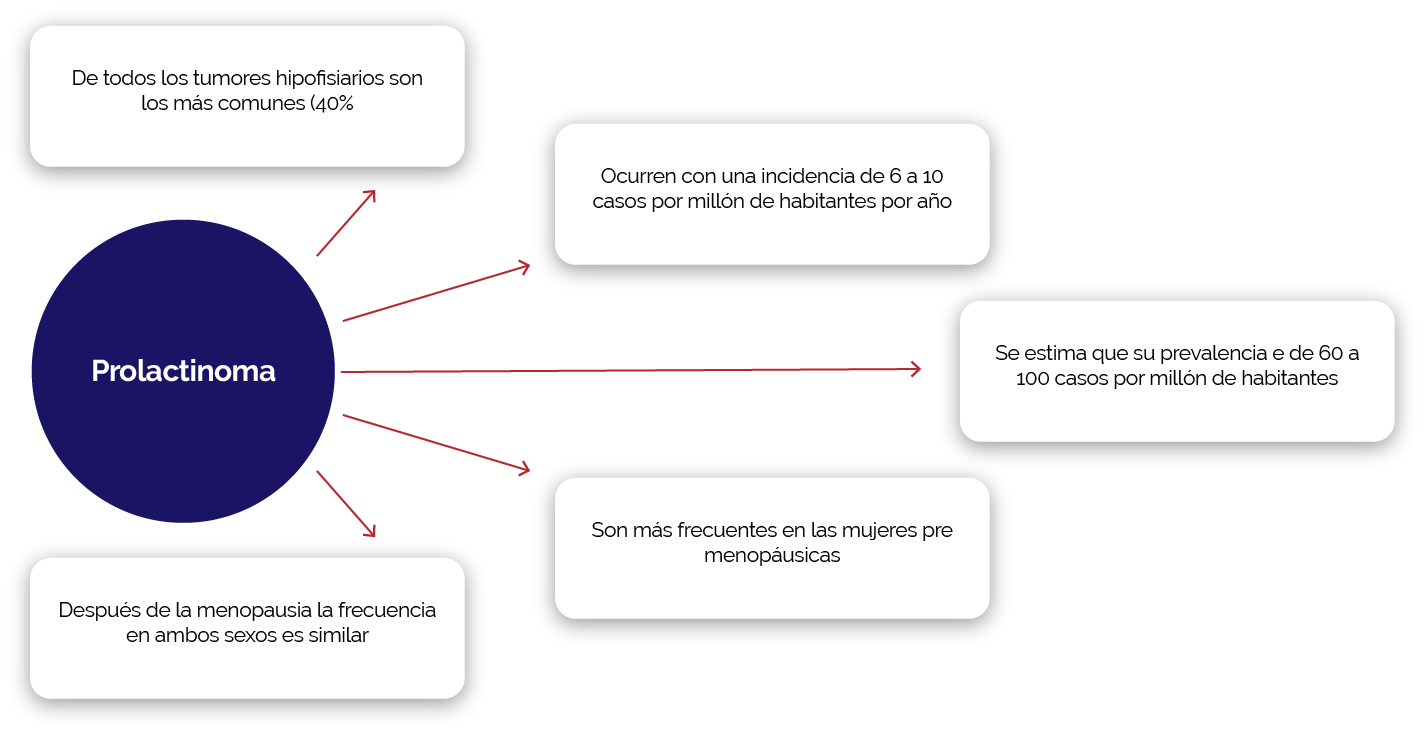 De todos los tumores hipofisiarios son
los más comunes (40%
Ocurren con una incidencia de 6 a 10
casos por millón de habitantes por año
Se estima que su prevalencia e de 60 a
100 casos por millón de habitantes
Prolactinoma
Son más frecuentes en las mujeres pre
menopáusicas
Después de la menopausia la frecuencia
en ambos sexos es similar